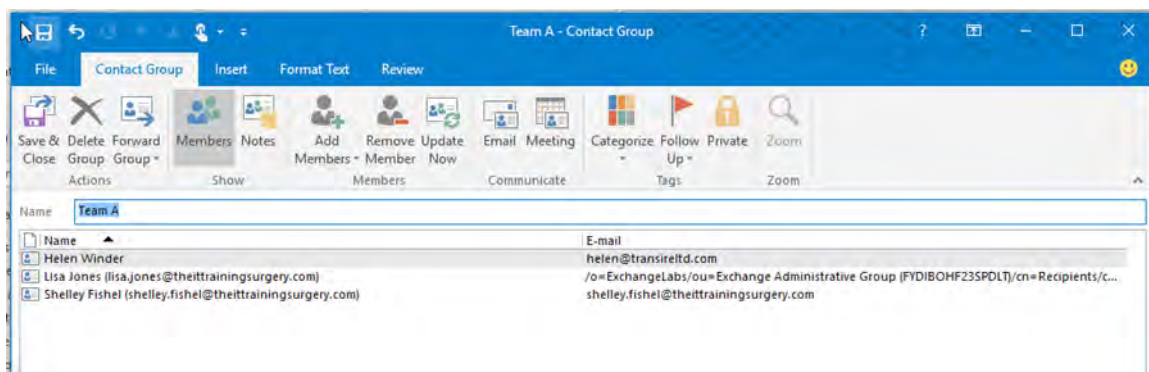 Team A - Contact Group
?
File Contact Group Insert Format Text Review
Save & Close Delete Group Forward Group Members Notes Add Members Remove Member Update Now Email Meeting Categorize Follow Up Private Zoom
Actions Show Members Communicate Tags Zoom
Name Team A
Name E-mail
Helen Winder helen@transireltd.com
Lisa Jones (lisa.jones@theittrainingsurgery.com) /o=ExchangeLabs/ou=Exchange Administrative Group (FYDIBOHF23SPDLT)/cn=Recipients/c...
Shelley Fishel (shelley.fishel@theittrainingsurgery.com) shelley.fishel@theittrainingsurgery.com